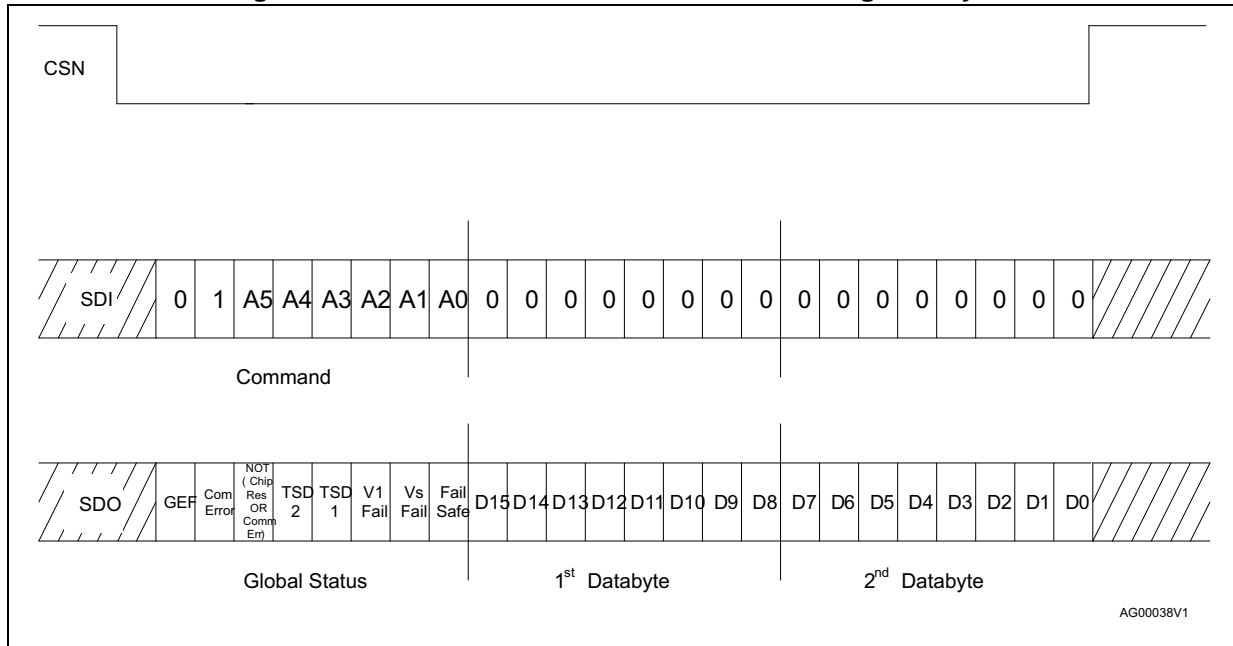 CSN
SDI 0 1 A5 A4 A3 A2 A1 A0 0 0 0 0 0 0 0 0 0 0 0 0 0 0 0 0
Command
SDO GEF Com Error NOT ( Chip Res OR Comm Err) TSD 2 TSD 1 V1 Fail Vs Fail Fail Safe D15 D14 D13 D12 D11 D10 D9 D8 D7 D6 D5 D4 D3 D2 D1 D0
Global Status 1st Databyte 2nd Databyte
AG00038V1